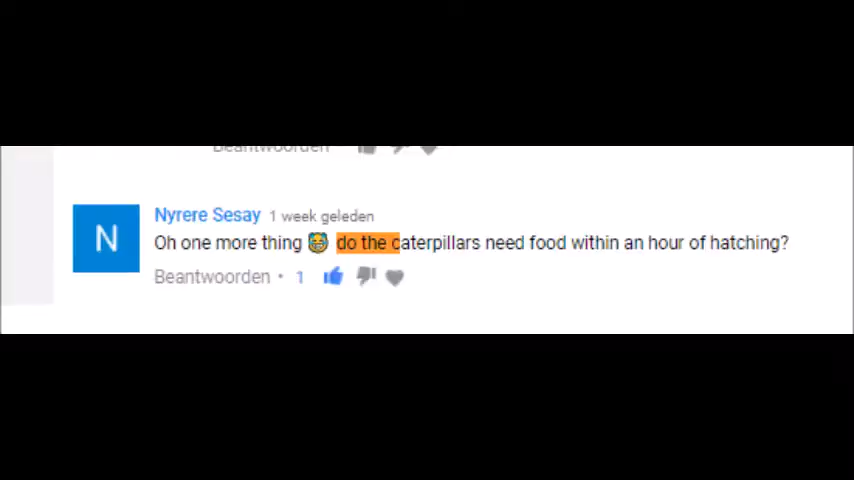 Beantwoorden
N
Nyrere Sesay 1 week geleden
Oh one more thing 😂 do the caterpillars need food within an hour of hatching?
Beantwoorden • 1